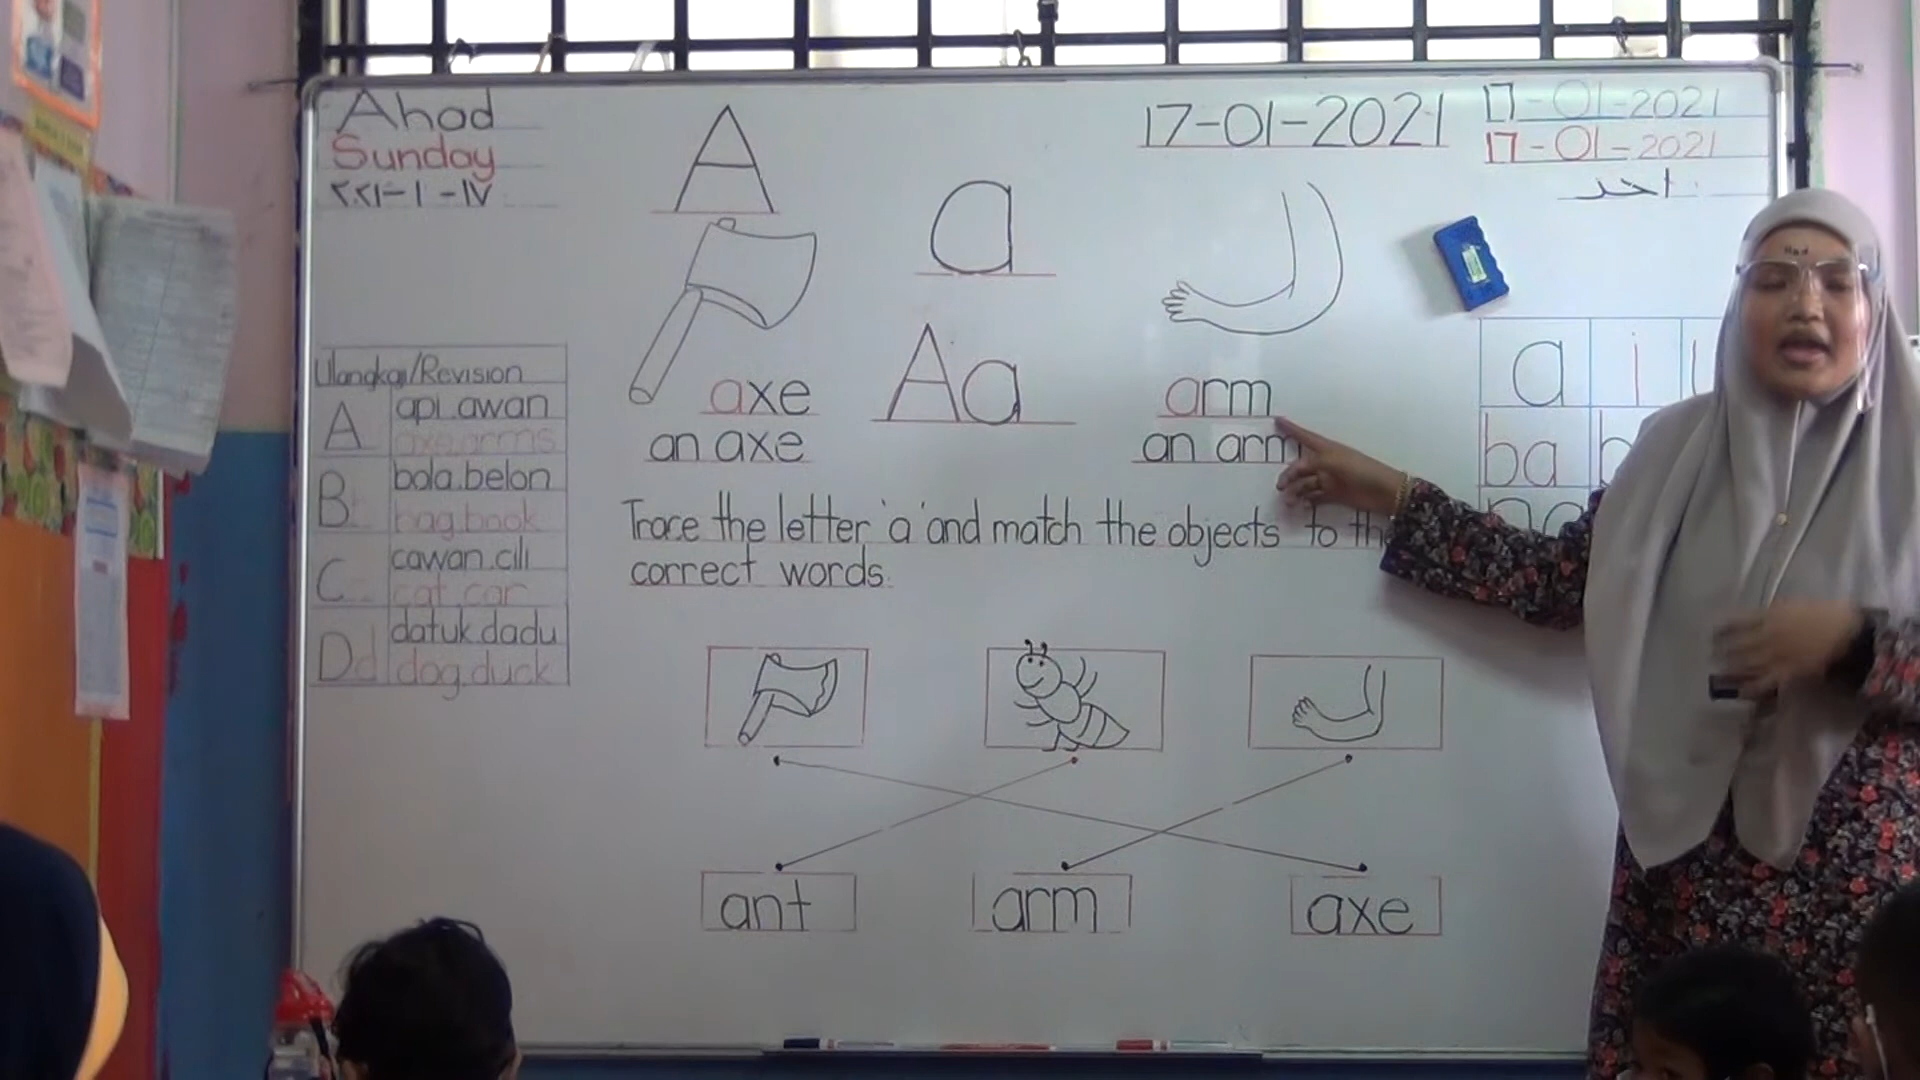 Ahad
Sunday
٢٠٢١-١-١٧
A
17-01-2021
17-01-2021
17-01-2021
احد
a
Aa
axe
an axe
arm
an arm
Ulangkaji/Revision
A
api.awan
axe.arms
B
bola.belon
bag.book
C
cawan.cili
cat.car
Dd
datuk.dadu
dog.duck
a i
ba
Trace the letter 'a' and match the objects to the
correct words.
ant arm axe